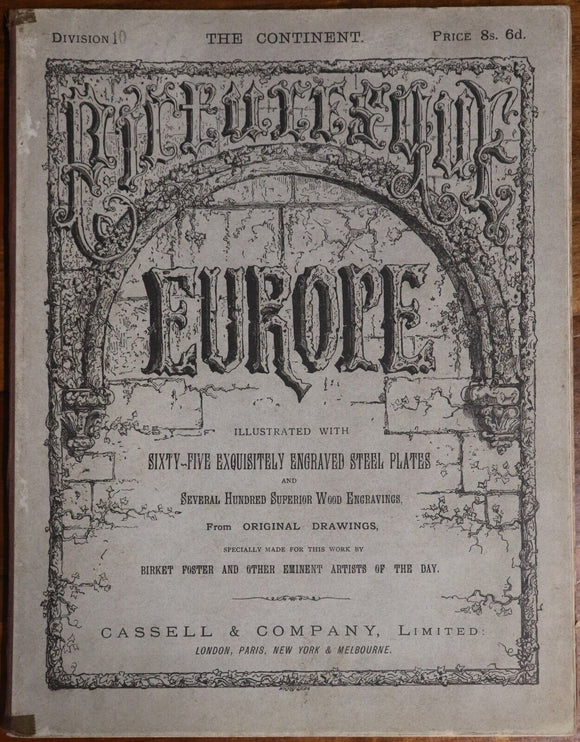 DIVISION 10 THE CONTINENT. PRICE 8s. 6d.
PICTURESQUE
EUROPE
ILLUSTRATED WITH
SIXTY-FIVE EXQUISITELY ENGRAVED STEEL PLATES
AND
SEVERAL HUNDRED SUPERIOR WOOD ENGRAVINGS,
From ORIGINAL DRAWINGS,
SPECIALLY MADE FOR THIS WORK BY
BIRKET FOSTER AND OTHER EMINENT ARTISTS OF THE DAY.
CASSELL & COMPANY, LIMITED:
LONDON, PARIS, NEW YORK & MELBOURNE.